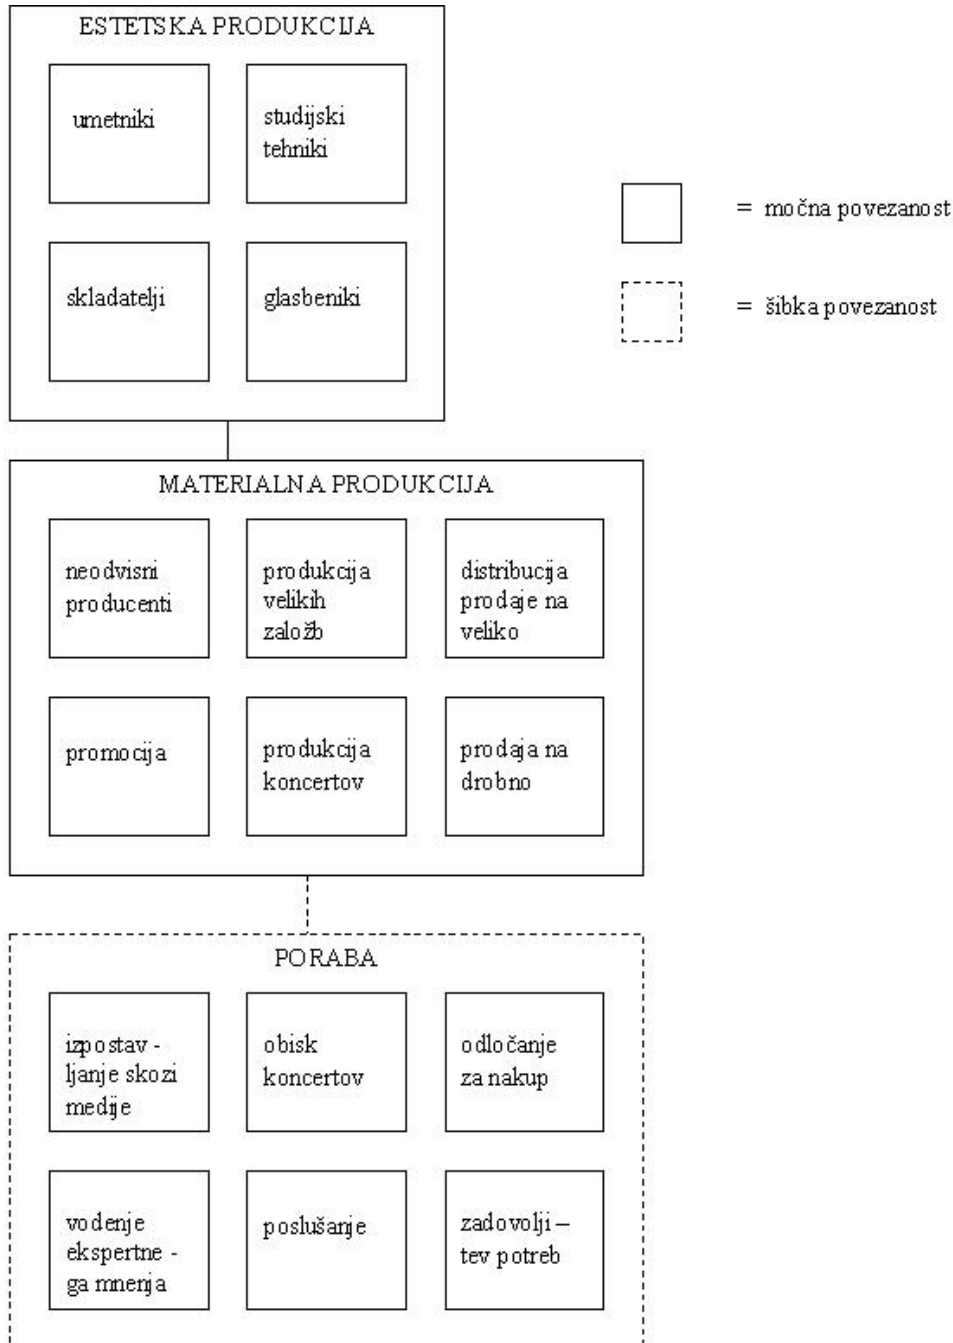 ESTETSKA PRODUKCIJA
umetniki
studijski
tehniki
skladatelji
glasbeniki
= močna povezanost
= šibka povezanost
MATERIALNA PRODUKCIJA
neodvisni
producenti
produkcija
velikih
založb
distribucija
prodaje na
veliko
promocija
produkcija
koncertov
prodaja na
drobno
PORABA
izpostav -
ljanje skozi
medije
obisk
koncertov
odločanje
za nakup
vodenje
ekspertne -
ga mnenja
poslušanje
zadovolji –
tev potreb